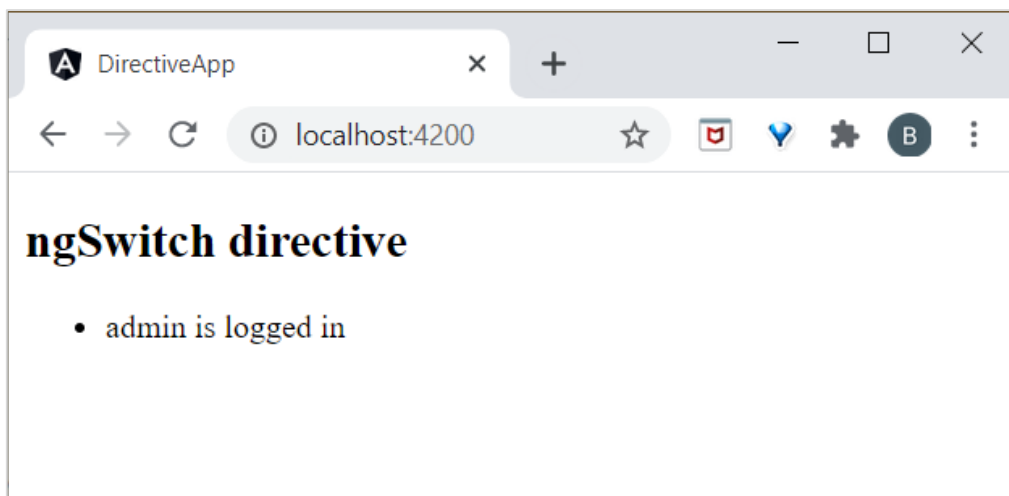 DirectiveApp
localhost:4200
B
ngSwitch directive
• admin is logged in